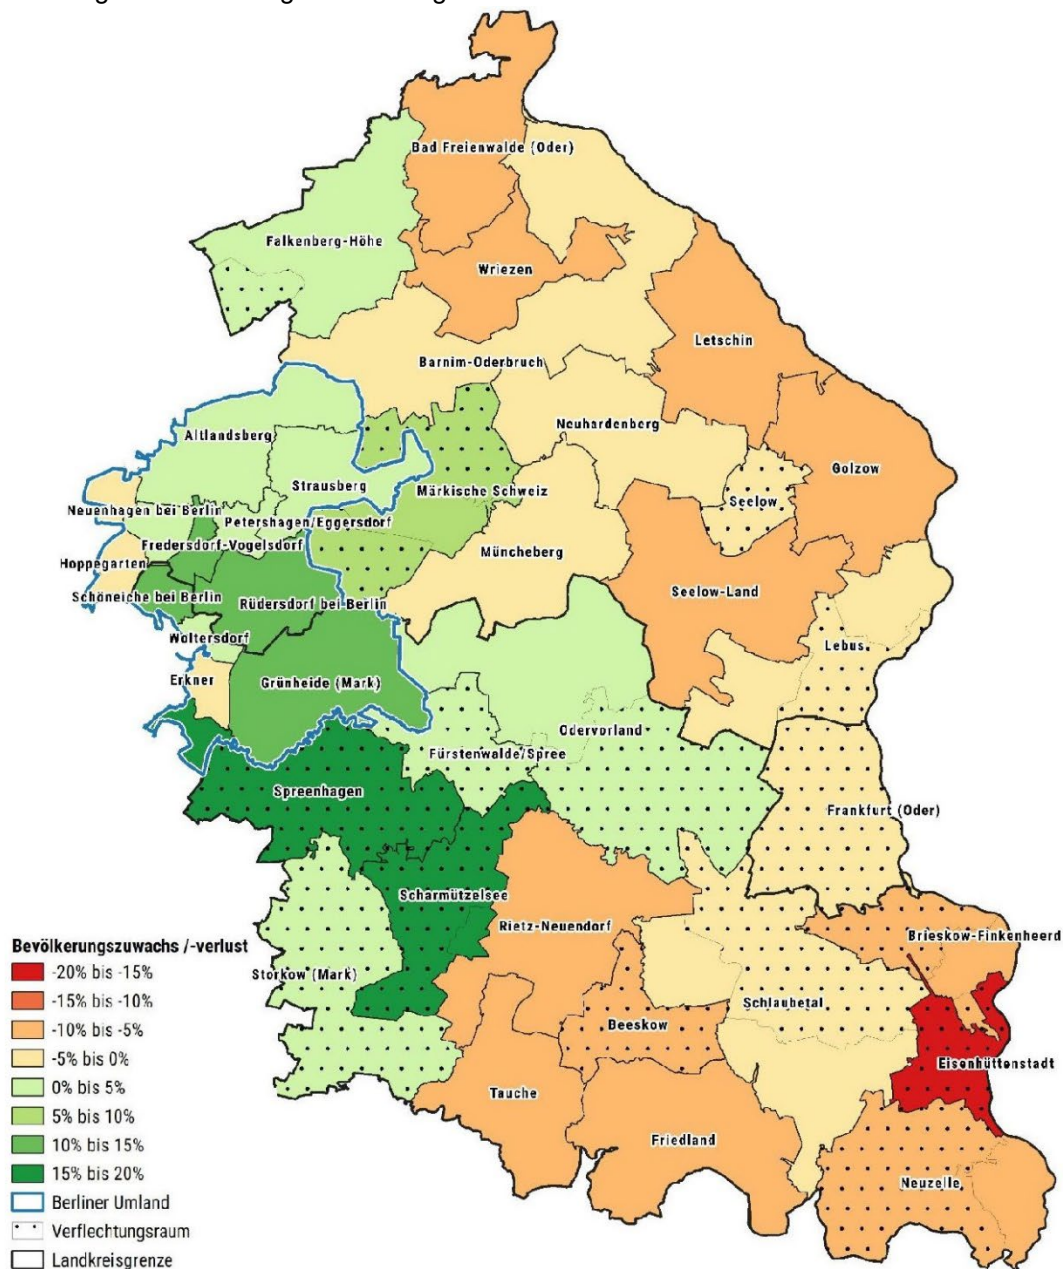 Bad Freienwalde (Oder)
Falkenberg-Höhe
Wriezen
Letschin
Barnim-Oderbruch
Neuhardenberg
Altlandsberg
Golzow
Strausberg
Märkische Schweiz
Seelow
Neuenhagen bei Berlin
Petershagen/Eggersdorf
Fredersdorf-Vogelsdorf
Müncheberg
Hoppegarten
Schöneiche bei Berlin
Rüdersdorf bei Berlin
Seelow-Land
Woltersdorf
Lebus
Erkner
Grünheide (Mark)
Odervorland
Fürstenwalde/Spree
Spreenhagen
Frankfurt (Oder)
Scharmützelsee
Rietz-Neuendorf
Brieskow-Finkenheerd
Storkow (Mark)
Schlaubetal
Beeskow
Eisenhüttenstadt
Tauche
Friedland
Neuzelle
Bevölkerungszuwachs /-verlust
-20% bis -15%
-15% bis -10%
-10% bis -5%
-5% bis 0%
0% bis 5%
5% bis 10%
10% bis 15%
15% bis 20%
Berliner Umland
Verflechtungsraum
Landkreisgrenze